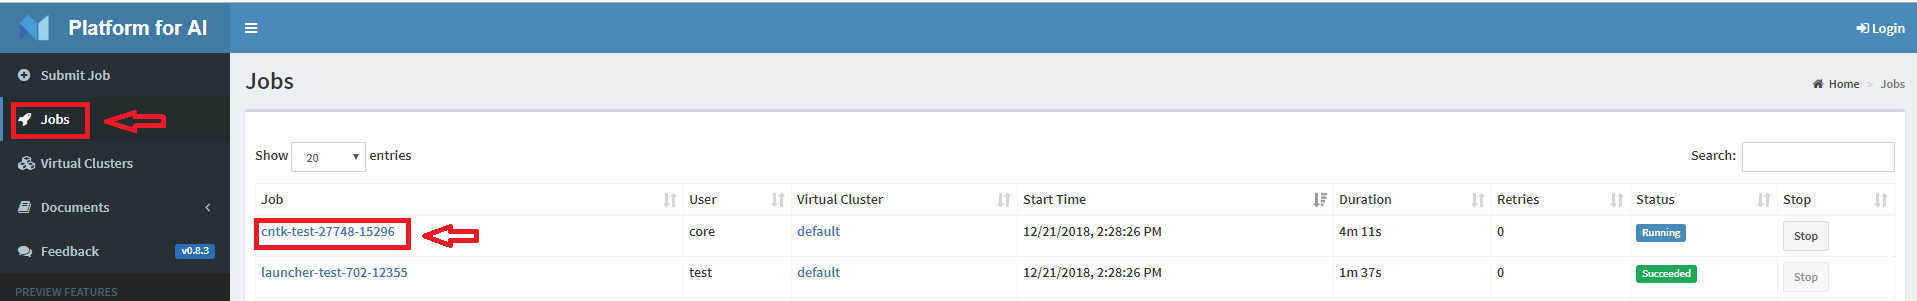 Platform for AI
Login
Submit Job
Jobs
Virtual Clusters
Documents
Feedback v0.8.3
PREVIEW FEATURES
Jobs
Home > Jobs
Show 20 entries
Search:
Job User Virtual Cluster Start Time Duration Retries Status Stop
cntk-test-27748-15296 core default 12/21/2018, 2:28:26 PM 4m 11s 0 Running Stop
launcher-test-702-12355 test default 12/21/2018, 2:28:26 PM 1m 37s 0 Succeeded Stop